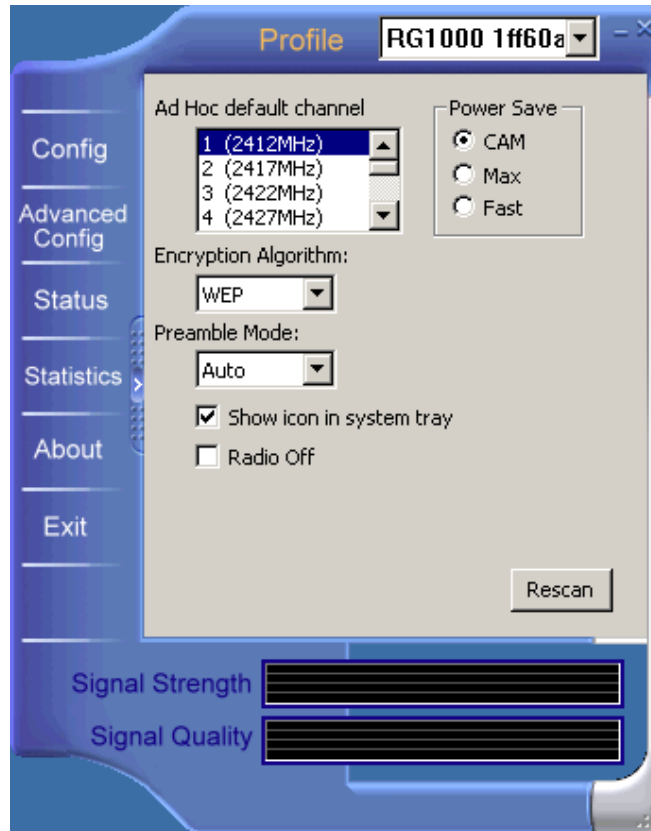 Profile
RG1000 1ff60a
Config
Advanced
Config
Status
Statistics
About
Exit
Ad Hoc default channel
1 (2412MHz)
2 (2417MHz)
3 (2422MHz)
4 (2427MHz)
Power Save
CAM
Max
Fast
Encryption Algorithm:
WEP
Preamble Mode:
Auto
Show icon in system tray
Radio Off
Rescan
Signal Strength
Signal Quality